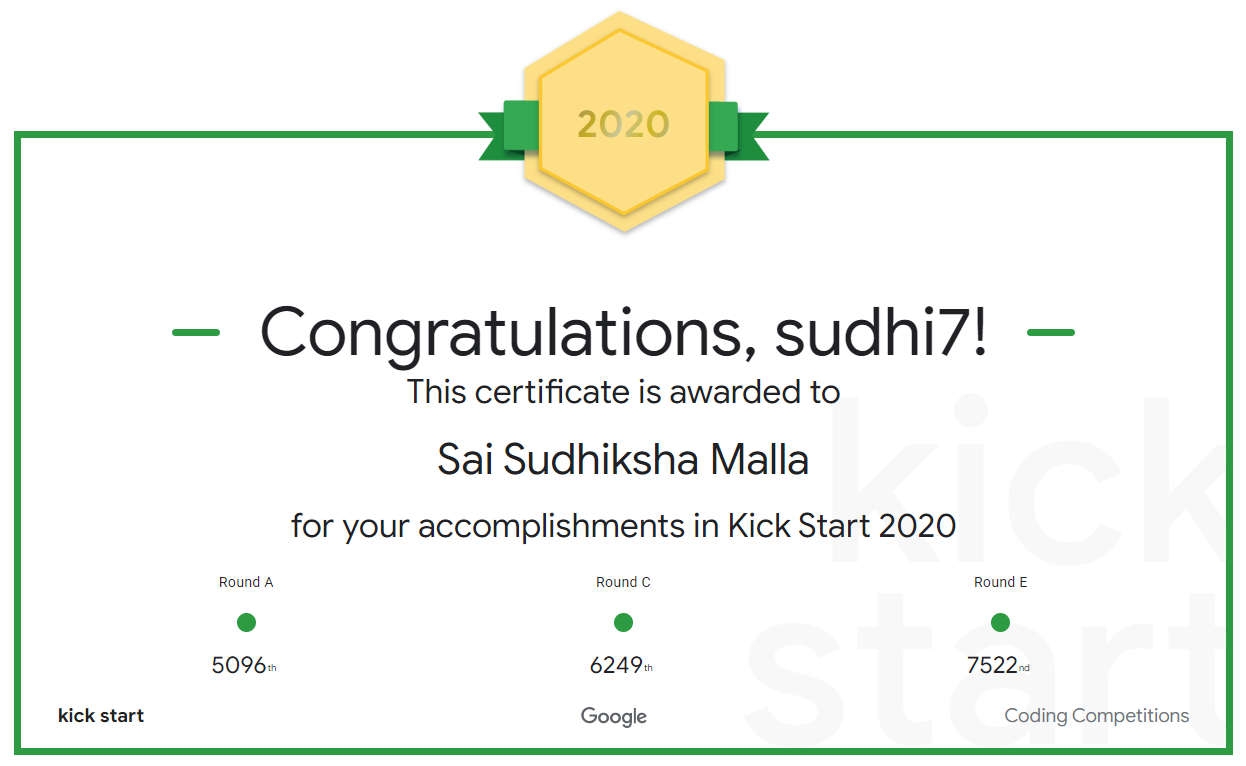 2020
Congratulations, sudhi7!
This certificate is awarded to
Sai Sudhiksha Malla
for your accomplishments in Kick Start 2020
Round A Round C Round E
5096th 6249th 7522nd
kick start Google Coding Competitions
kick
start